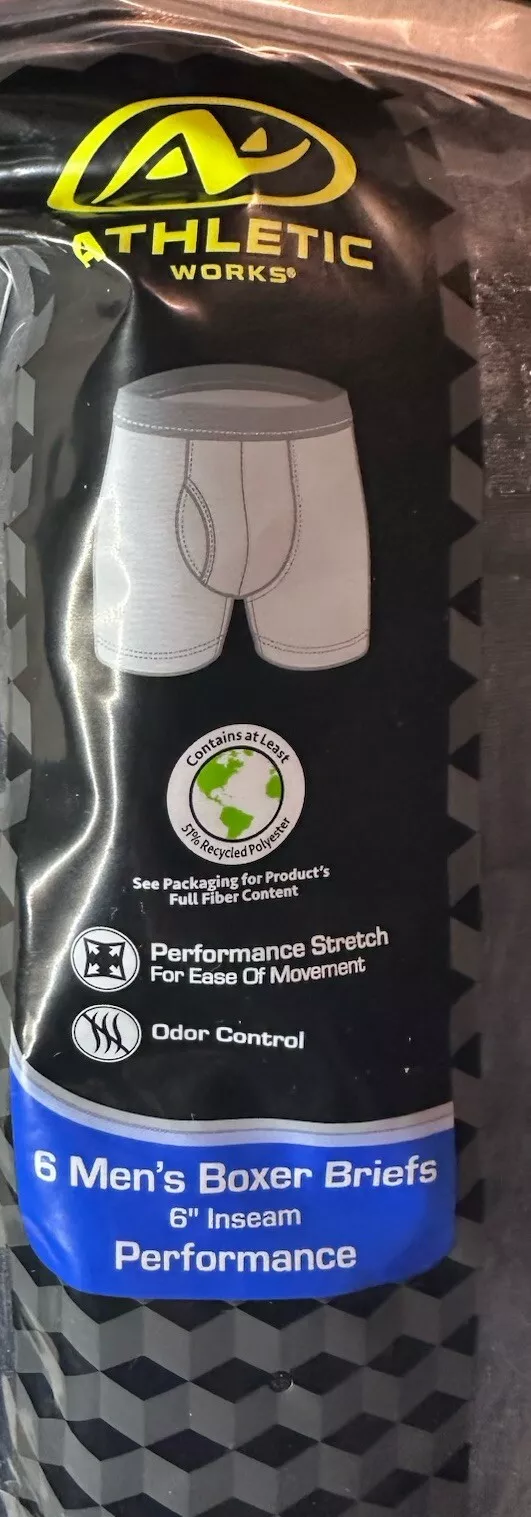 ATHLETIC
WORKS®
Contains at Least
51% Recycled Polyester
See Packaging for Product's
Full Fiber Content
Performance Stretch
For Ease Of Movement
Odor Control
6 Men's Boxer Briefs
6" Inseam
Performance